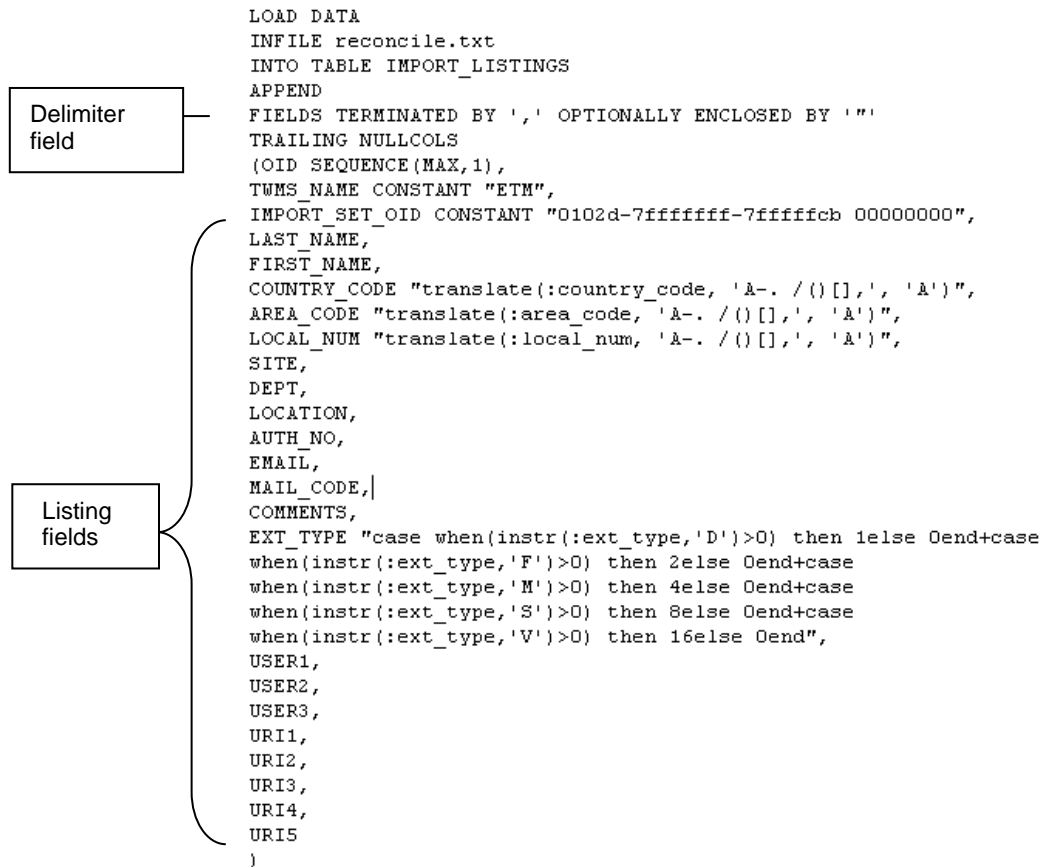 LOAD DATA
INFILE reconcile.txt
INTO TABLE IMPORT_LISTINGS
APPEND
Delimiter
field
FIELDS TERMINATED BY ',' OPTIONALLY ENCLOSED BY '"'
TRAILING NULLCOLS
(OID SEQUENCE(MAX,1),
TWMS_NAME CONSTANT "ETM",
IMPORT_SET_OID CONSTANT "0102d-7fffffff-7fffffcb 00000000",
LAST_NAME,
FIRST_NAME,
COUNTRY_CODE "translate(:country_code, 'A-. /()[],', 'A')",
AREA_CODE "translate(:area_code, 'A-. /()[],', 'A')",
LOCAL_NUM "translate(:local_num, 'A-. /()[],', 'A')",
SITE,
DEPT,
LOCATION,
AUTH_NO,
EMAIL,
MAIL_CODE,
Listing
fields
COMMENTS,
EXT_TYPE "case when(instr(:ext_type,'D')>0) then 1else 0end+case
when(instr(:ext_type,'F')>0) then 2else 0end+case
when(instr(:ext_type,'M')>0) then 4else 0end+case
when(instr(:ext_type,'S')>0) then 8else 0end+case
when(instr(:ext_type,'V')>0) then 16else 0end",
USER1,
USER2,
USER3,
URI1,
URI2,
URI3,
URI4,
URI5
)